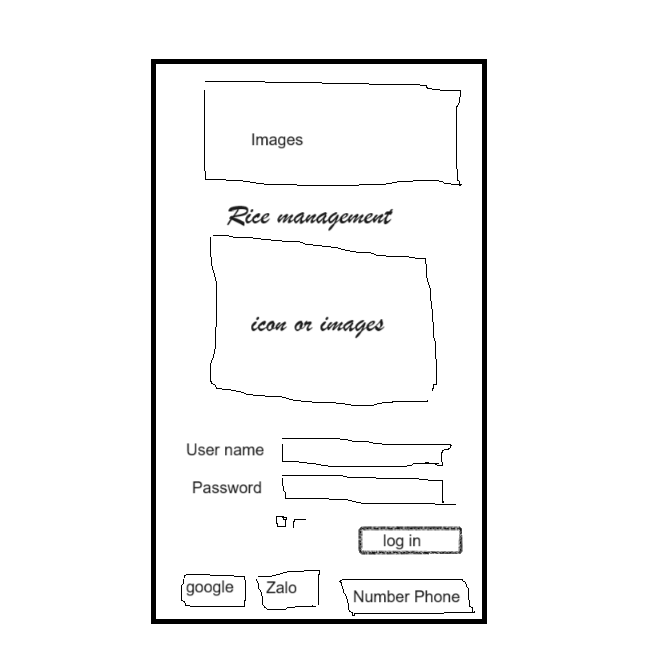 Images
Rice management
icon or images
User name
Password
log in
google Zalo Number Phone